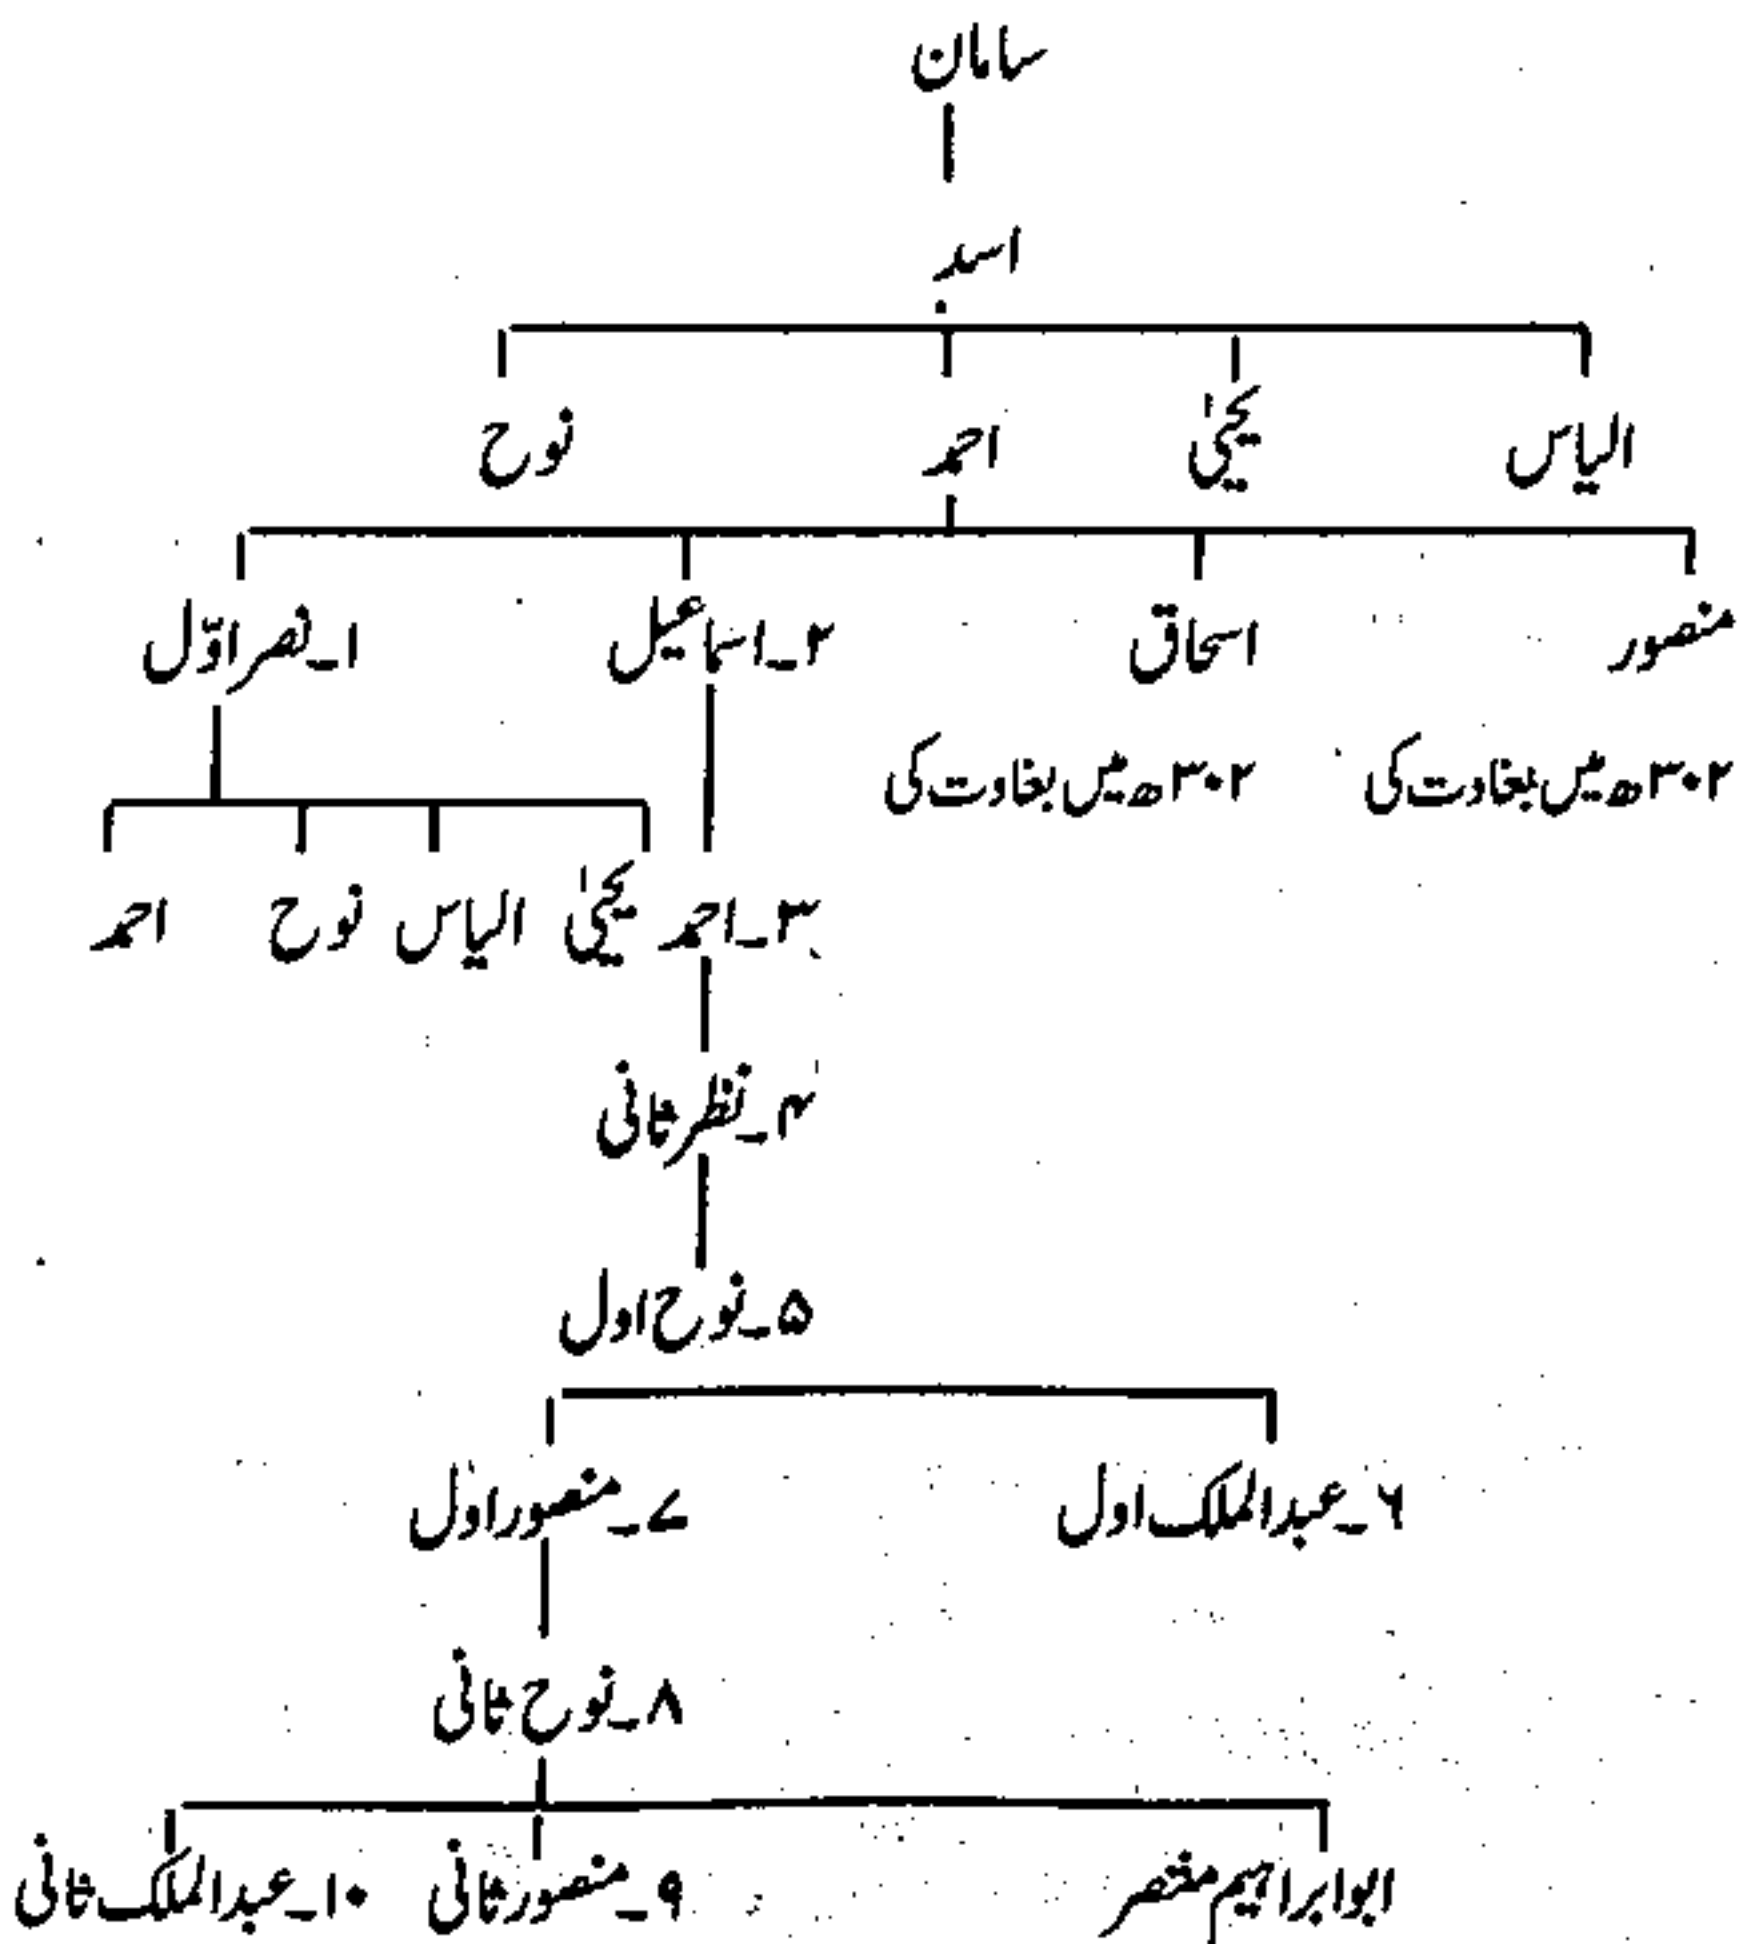 سامان
اسد
الیاس یحییٰ احمد نوح
منصور اسحاق ۲۔اسماعیل ۱۔نصر اوّل
۳۰۲ھ میں بغاوت کی ۳۰۲ھ میں بغاوت کی
۳۔احمد یحییٰ الیاس نوح احمد
۴۔نظر ثانی
۵۔نوح اول
۶۔عبدالملک اول ۷۔منصور اول
۸۔نوح ثانی
ابوابراہیم منتصر ۹۔منصور ثانی ۱۰۔عبدالملک ثانی